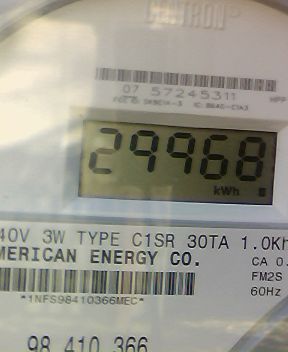 CENTRON®
07 57245311
29968
kWh
40V 3W TYPE C1SR 30TA 1.0Kh
MERICAN ENERGY CO.
CA 0.
FM2S
60Hz
*1NFS98410366MEC*
98 410 366